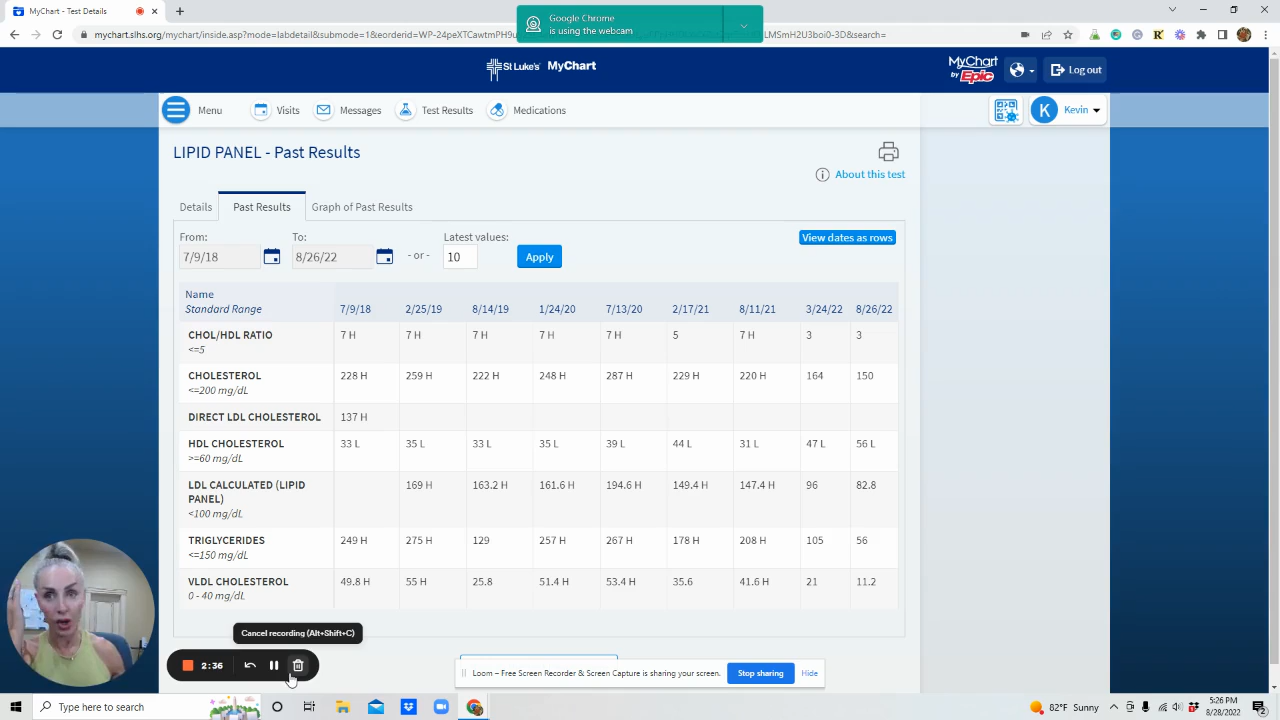 MyChart - Test Details
Google Chrome
is using the webcam
St Luke's MyChart
MyChart by Epic
Log out
Menu
Visits
Messages
Test Results
Medications
K
Kevin
LIPID PANEL - Past Results
About this test
Details
Past Results
Graph of Past Results
From:
To:
Latest values:
View dates as rows
7/9/18
8/26/22
- or -
10
Apply
Name
Standard Range
7/9/18 2/25/19 8/14/19 1/24/20 7/13/20 2/17/21 8/11/21 3/24/22 8/26/22
CHOL/HDL RATIO 7 H 7 H 7 H 7 H 7 H 5 7 H 3 3
<=5
CHOLESTEROL 228 H 259 H 222 H 248 H 287 H 229 H 220 H 164 150
<=200 mg/dL
DIRECT LDL CHOLESTEROL 137 H
HDL CHOLESTEROL 33 L 35 L 33 L 35 L 39 L 44 L 31 L 47 L 56 L
>=60 mg/dL
LDL CALCULATED (LIPID 169 H 163.2 H 161.6 H 194.6 H 149.4 H 147.4 H 96 82.8
PANEL)
<100 mg/dL
TRIGLYCERIDES 249 H 275 H 129 257 H 267 H 178 H 208 H 105 56
<=150 mg/dL
VLDL CHOLESTEROL 49.8 H 55 H 25.8 51.4 H 53.4 H 35.6 41.6 H 21 11.2
0 - 40 mg/dL
Cancel recording (Alt+Shift+C)
2:36
Loom – Free Screen Recorder & Screen Capture is sharing your screen.
Stop sharing
Hide
Type here to search
82°F Sunny
5:26 PM
8/28/2022